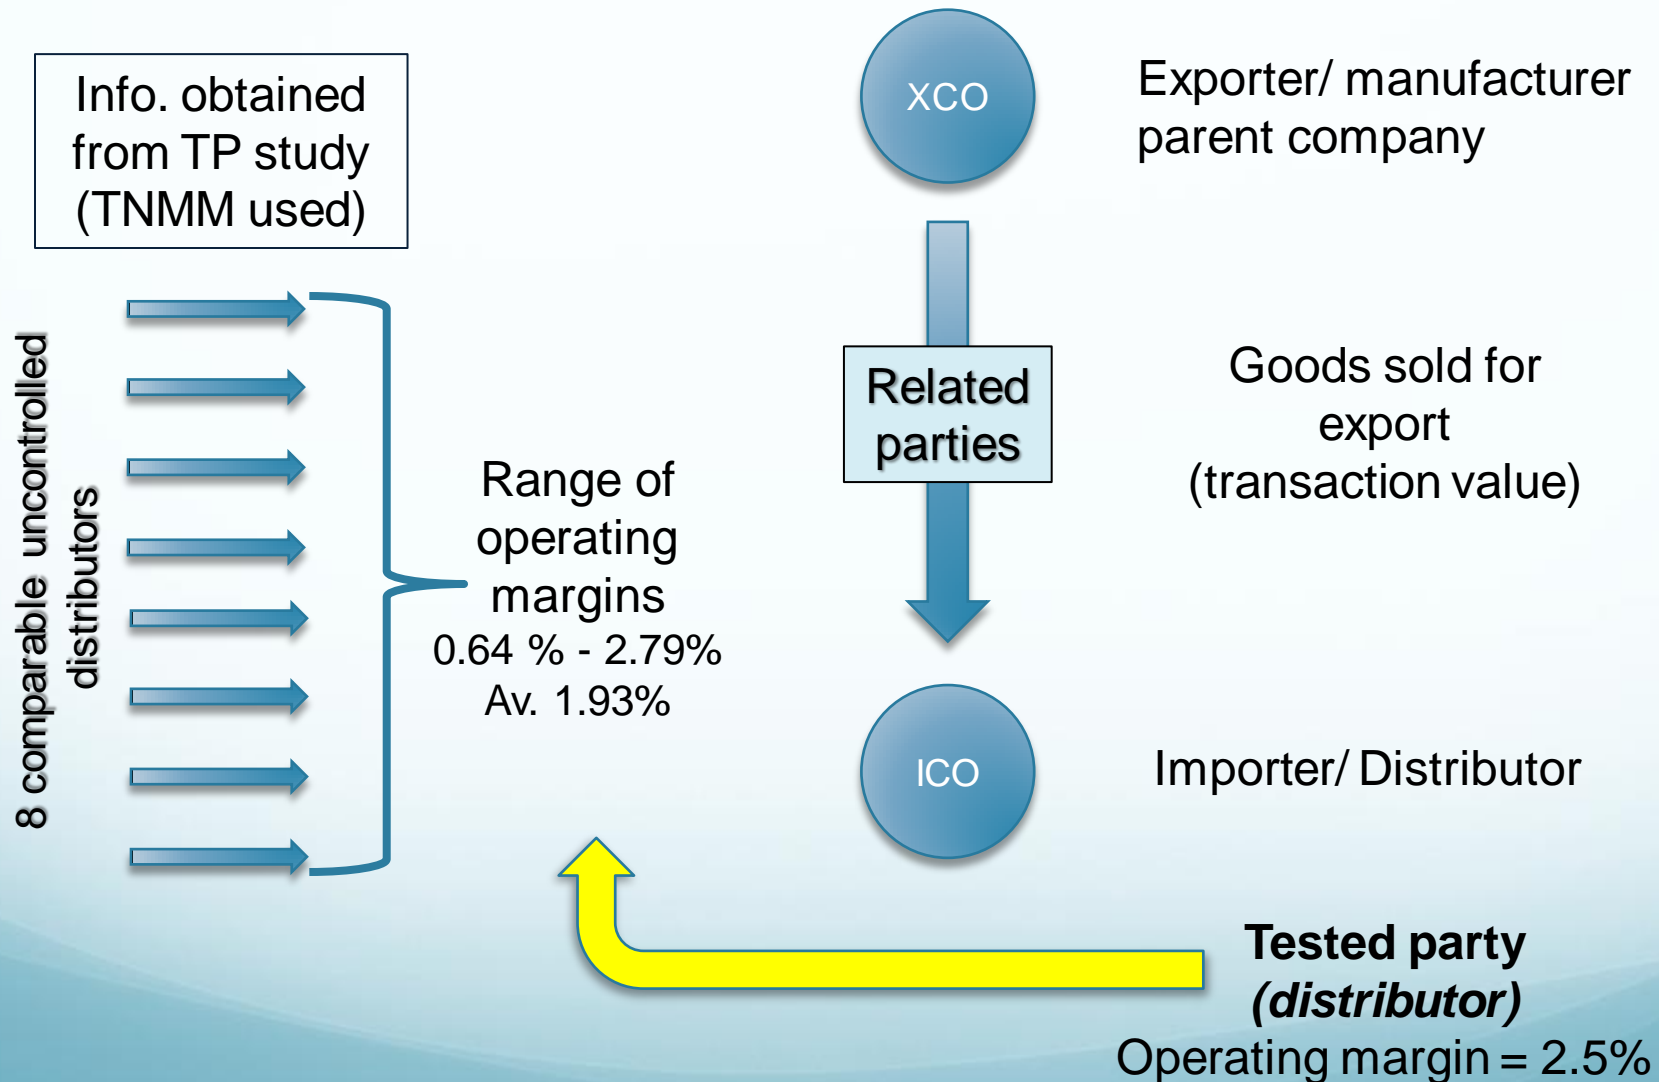 Info. obtained
from TP study
(TNMM used)
8 comparable uncontrolled
distributors
Range of
operating
margins
0.64 % - 2.79%
Av. 1.93%
XCO
Exporter/ manufacturer
parent company
Related
parties
Goods sold for
export
(transaction value)
ICO
Importer/ Distributor
Tested party
(distributor)
Operating margin = 2.5%